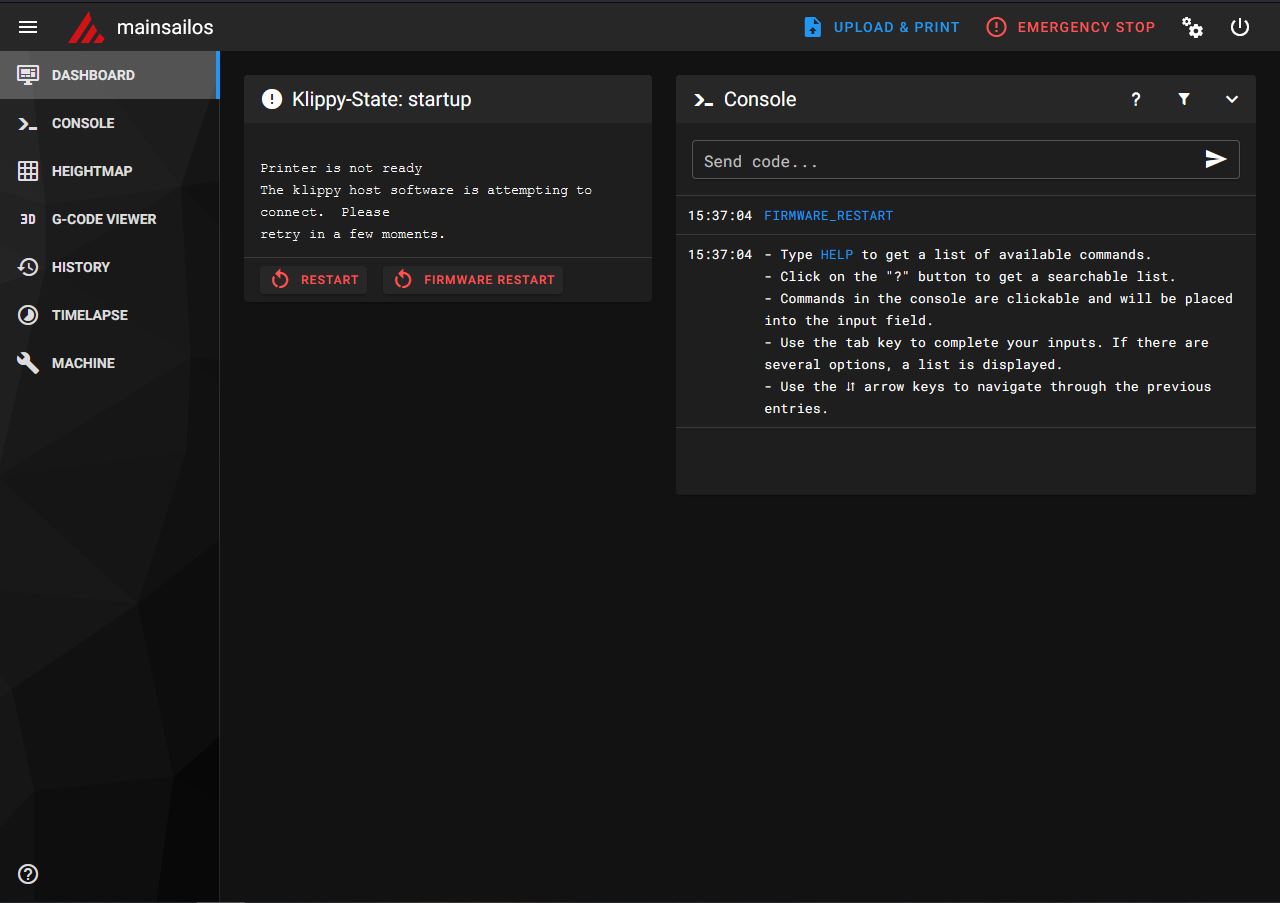 mainsailos
UPLOAD & PRINT
EMERGENCY STOP
DASHBOARD
CONSOLE
HEIGHTMAP
3D G-CODE VIEWER
HISTORY
TIMELAPSE
MACHINE
Klippy-State: startup
Printer is not ready
The klippy host software is attempting to
connect.  Please
retry in a few moments.
RESTART
FIRMWARE RESTART
Console
?
Send code...
15:37:04 FIRMWARE_RESTART
15:37:04 - Type HELP to get a list of available commands.
- Click on the "?" button to get a searchable list.
- Commands in the console are clickable and will be placed
into the input field.
- Use the tab key to complete your inputs. If there are
several options, a list is displayed.
- Use the ⇵ arrow keys to navigate through the previous
entries.